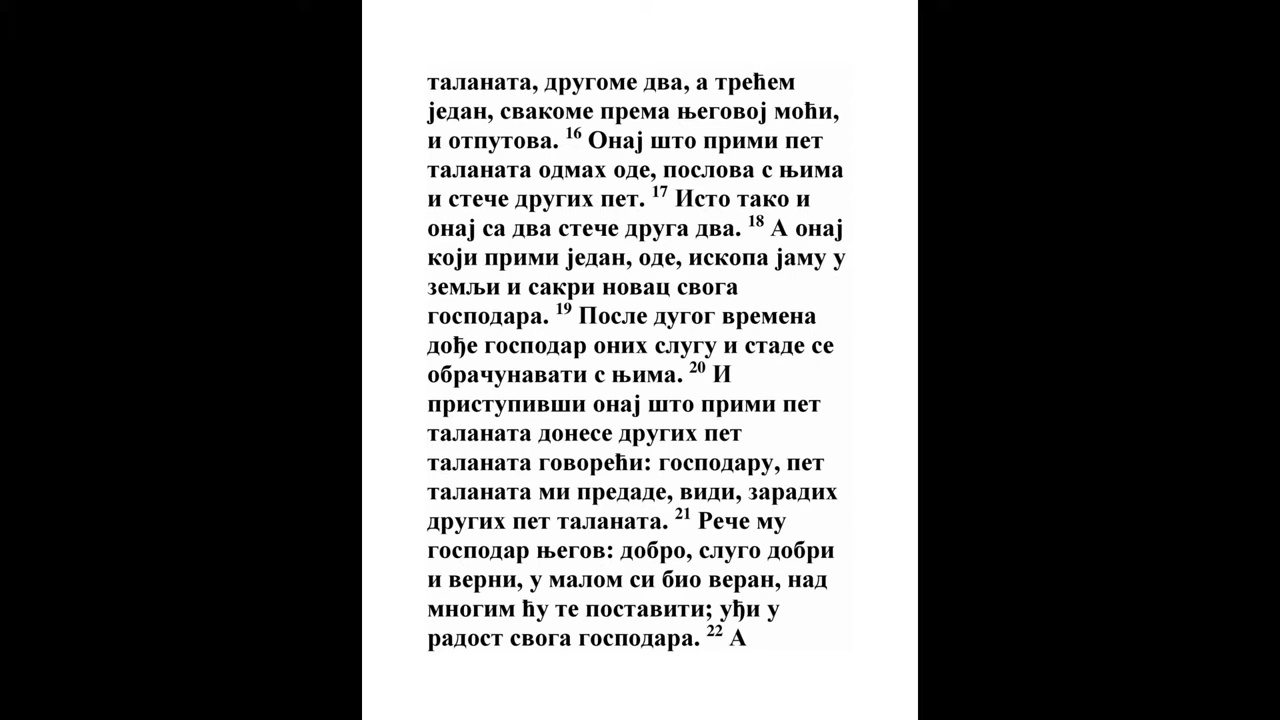 таланата, другоме два, а трећем
један, свакоме према његовој моћи,
и отпутова. 16 Онај што прими пет
таланата одмах оде, послова с њима
и стече других пет. 17 Исто тако и
онај са два стече друга два. 18 А онај
који прими један, оде, ископа јаму у
земљи и сакри новац свога
господара. 19 После дугог времена
дође господар оних слугу и стаде се
обрачунавати с њима. 20 И
приступивши онај што прими пет
таланата донесе других пет
таланата говорећи: господару, пет
таланата ми предаде, види, зарадих
других пет таланата. 21 Рече му
господар његов: добро, слуго добри
и верни, у малом си био веран, над
многим ћу те поставити; уђи у
радост свога господара. 22 А